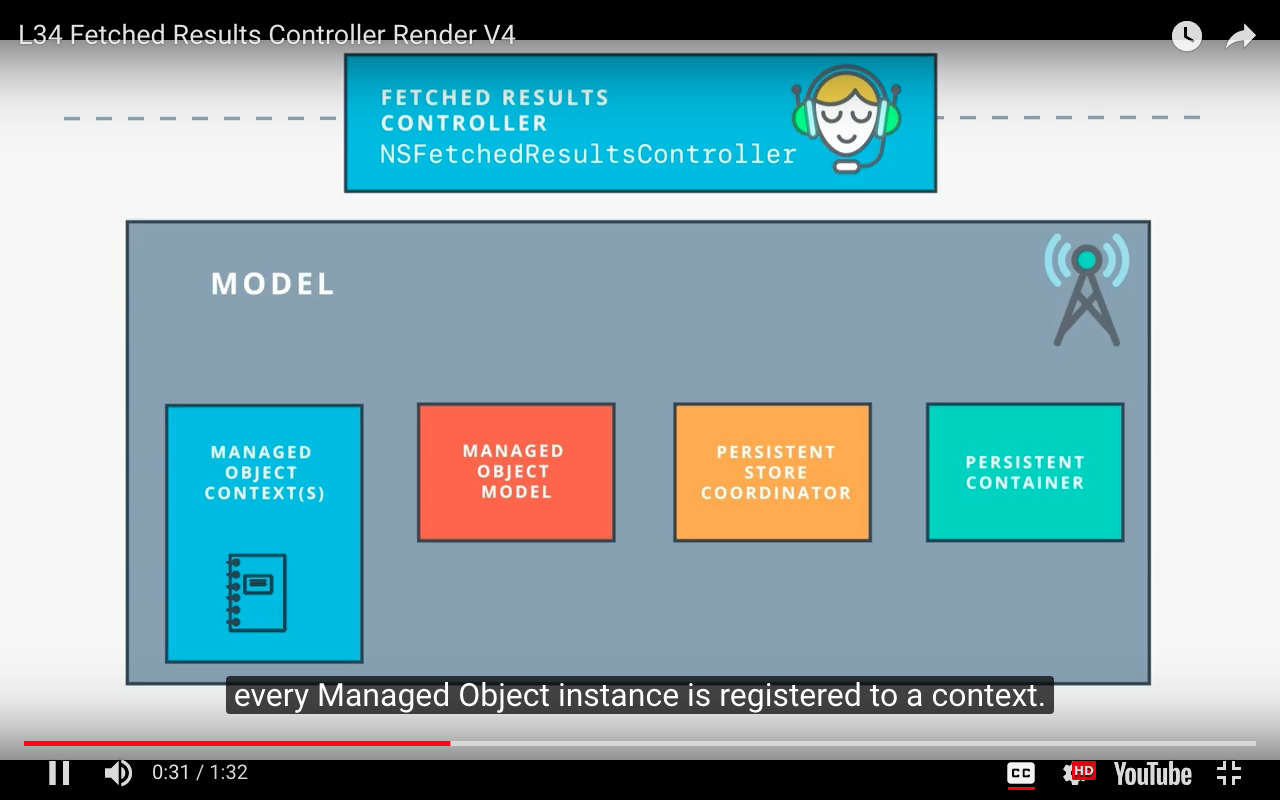 L34 Fetched Results Controller Render V4
FETCHED RESULTS
CONTROLLER
NSFetchedResultsController
MODEL
MANAGED
OBJECT
CONTEXT(S)
MANAGED
OBJECT
MODEL
PERSISTENT
STORE
COORDINATOR
PERSISTENT
CONTAINER
every Managed Object instance is registered to a context.
0:31 / 1:32
CC
HD
YouTube